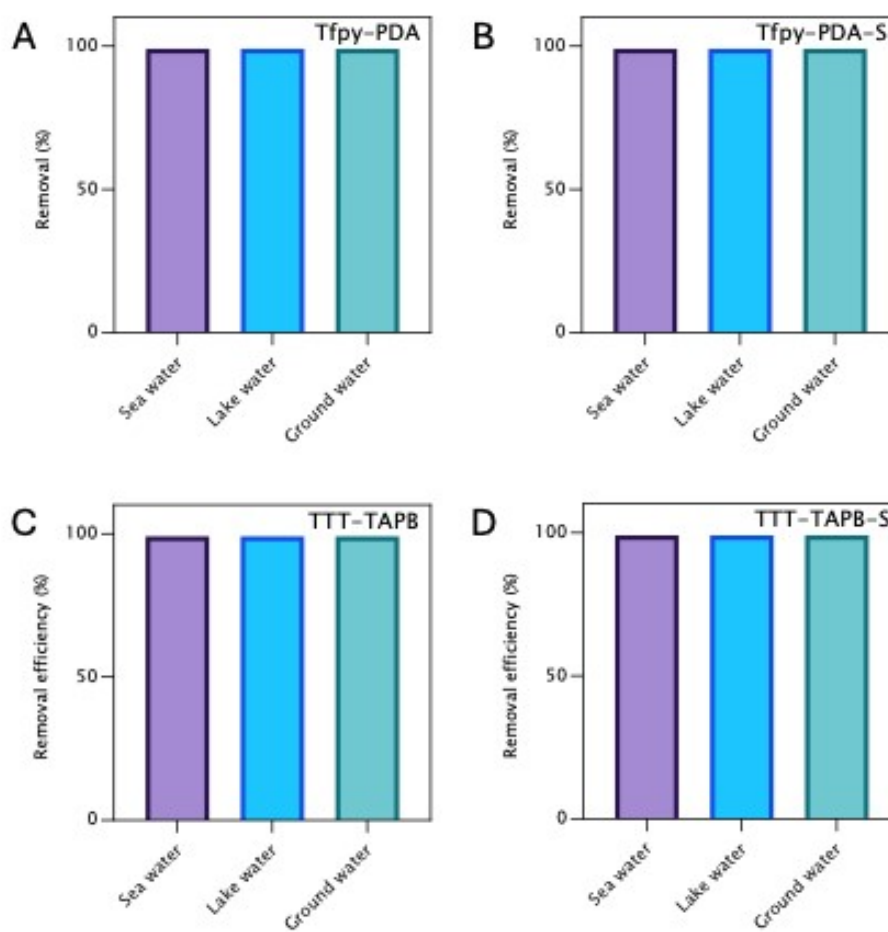 A
Tfpy-PDA
Removal (%)
100
50
0
Sea water
Lake water
Ground water
B
Tfpy-PDA-S
Removal (%)
100
50
0
Sea water
Lake water
Ground water
C
TTT-TAPB
Removal efficiency (%)
100
50
0
Sea water
Lake water
Ground water
D
TTT-TAPB-S
Removal efficiency (%)
100
50
0
Sea water
Lake water
Ground water